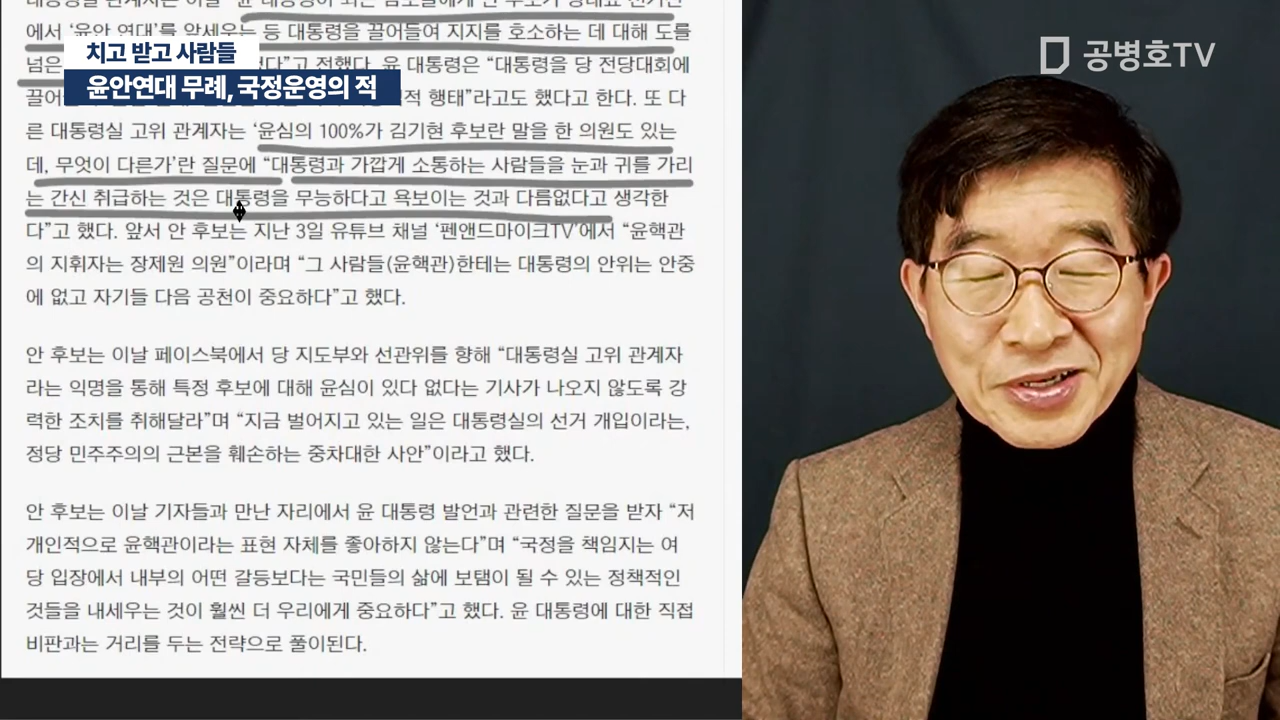 에서 '윤안 연대'를 앞세우는 등 대통령을 끌어들여 지지를 호소하는 데 대해 도를
치고 받고 사람들
넘은 다"고 전했다. 윤 대통령은 "대통령을 당 전당대회에
윤안연대 무례, 국정운영의 적
적 행태"라고도 했다고 한다. 또 다
른 대통령실 고위 관계자는 '윤심의 100%가 김기현 후보란 말을 한 의원도 있는
데, 무엇이 다른가'란 질문에 "대통령과 가깝게 소통하는 사람들을 눈과 귀를 가리
는 간신 취급하는 것은 대통령을 무능하다고 욕보이는 것과 다름없다고 생각한
다"고 했다. 앞서 안 후보는 지난 3일 유튜브 채널 '펜앤드마이크TV'에서 "윤핵관
의 지휘자는 장제원 의원"이라며 "그 사람들(윤핵관)한테는 대통령의 안위는 안중
에 없고 자기들 다음 공천이 중요하다"고 했다.
안 후보는 이날 페이스북에서 당 지도부와 선관위를 향해 "대통령실 고위 관계자
라는 익명을 통해 특정 후보에 대해 윤심이 있다 없다는 기사가 나오지 않도록 강
력한 조치를 취해달라"며 "지금 벌어지고 있는 일은 대통령실의 선거 개입이라는,
정당 민주주의의 근본을 훼손하는 중차대한 사안"이라고 했다.
안 후보는 이날 기자들과 만난 자리에서 윤 대통령 발언과 관련한 질문을 받자 "저
개인적으로 윤핵관이라는 표현 자체를 좋아하지 않는다"며 "국정을 책임지는 여
당 입장에서 내부의 어떤 갈등보다는 국민들의 삶에 보탬이 될 수 있는 정책적인
것들을 내세우는 것이 훨씬 더 우리에게 중요하다"고 했다. 윤 대통령에 대한 직접
비판과는 거리를 두는 전략으로 풀이된다.
공병호TV